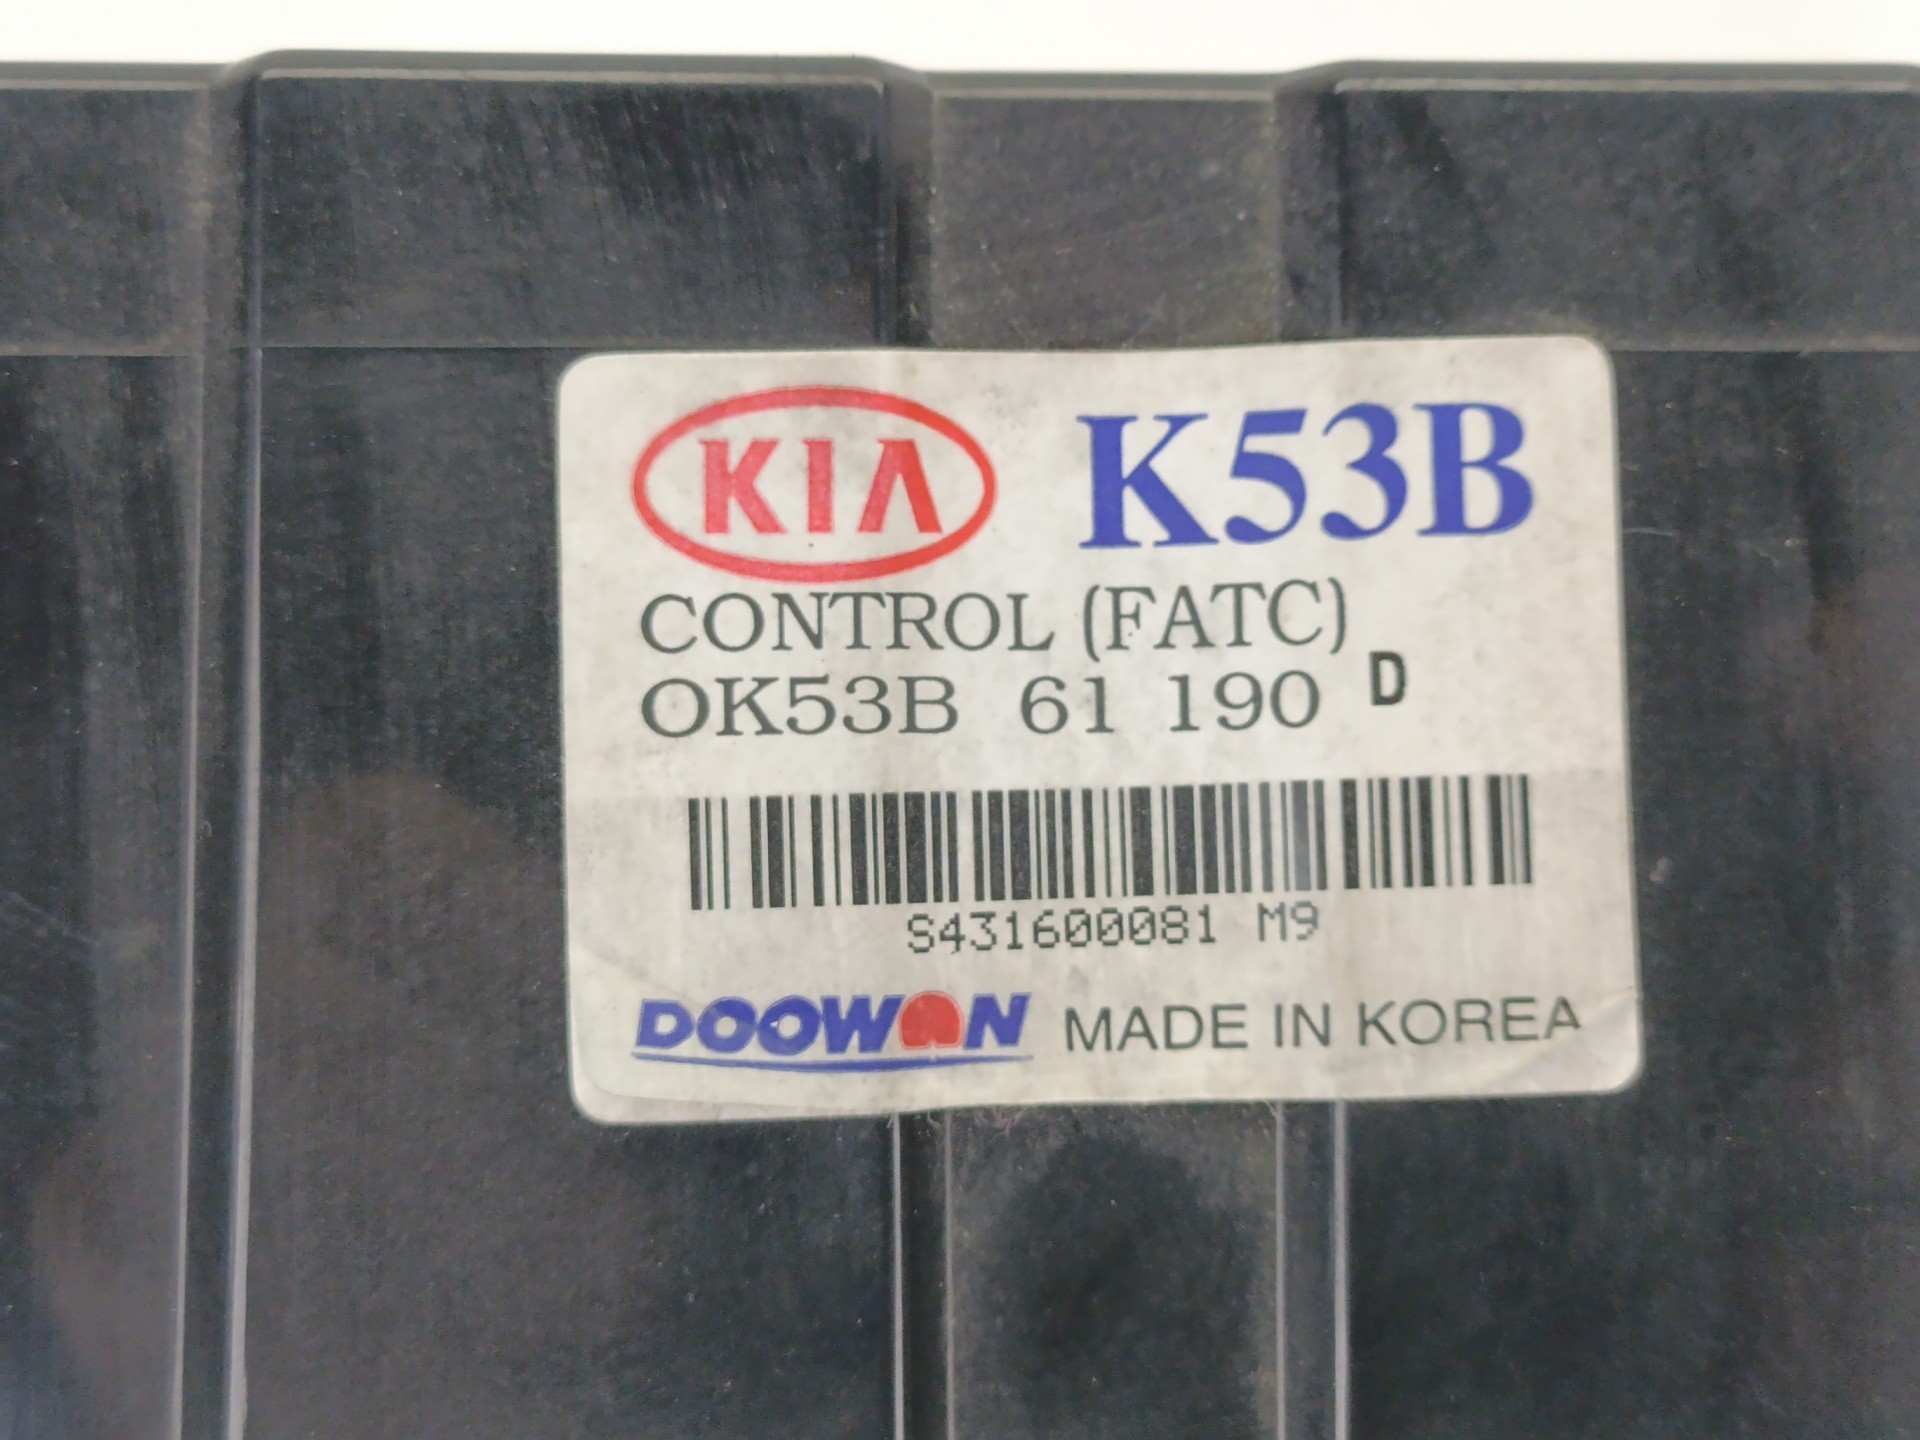 KIA K53B
CONTROL (FATC)
OK53B 61 190 D
S431600081 M9
DOOWON MADE IN KOREA